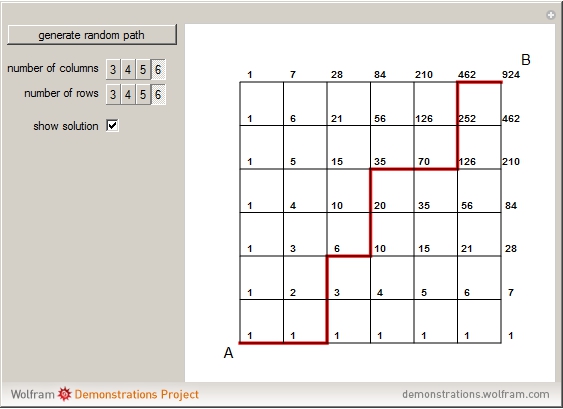 generate random path
number of columns 3 4 5 6
number of rows 3 4 5 6
show solution
B
1 7 28 84 210 462 924
1 6 21 56 126 252 462
1 5 15 35 70 126 210
1 4 10 20 35 56 84
1 3 6 10 15 21 28
1 2 3 4 5 6 7
1 1 1 1 1 1 1
A
Wolfram Demonstrations Project
demonstrations.wolfram.com